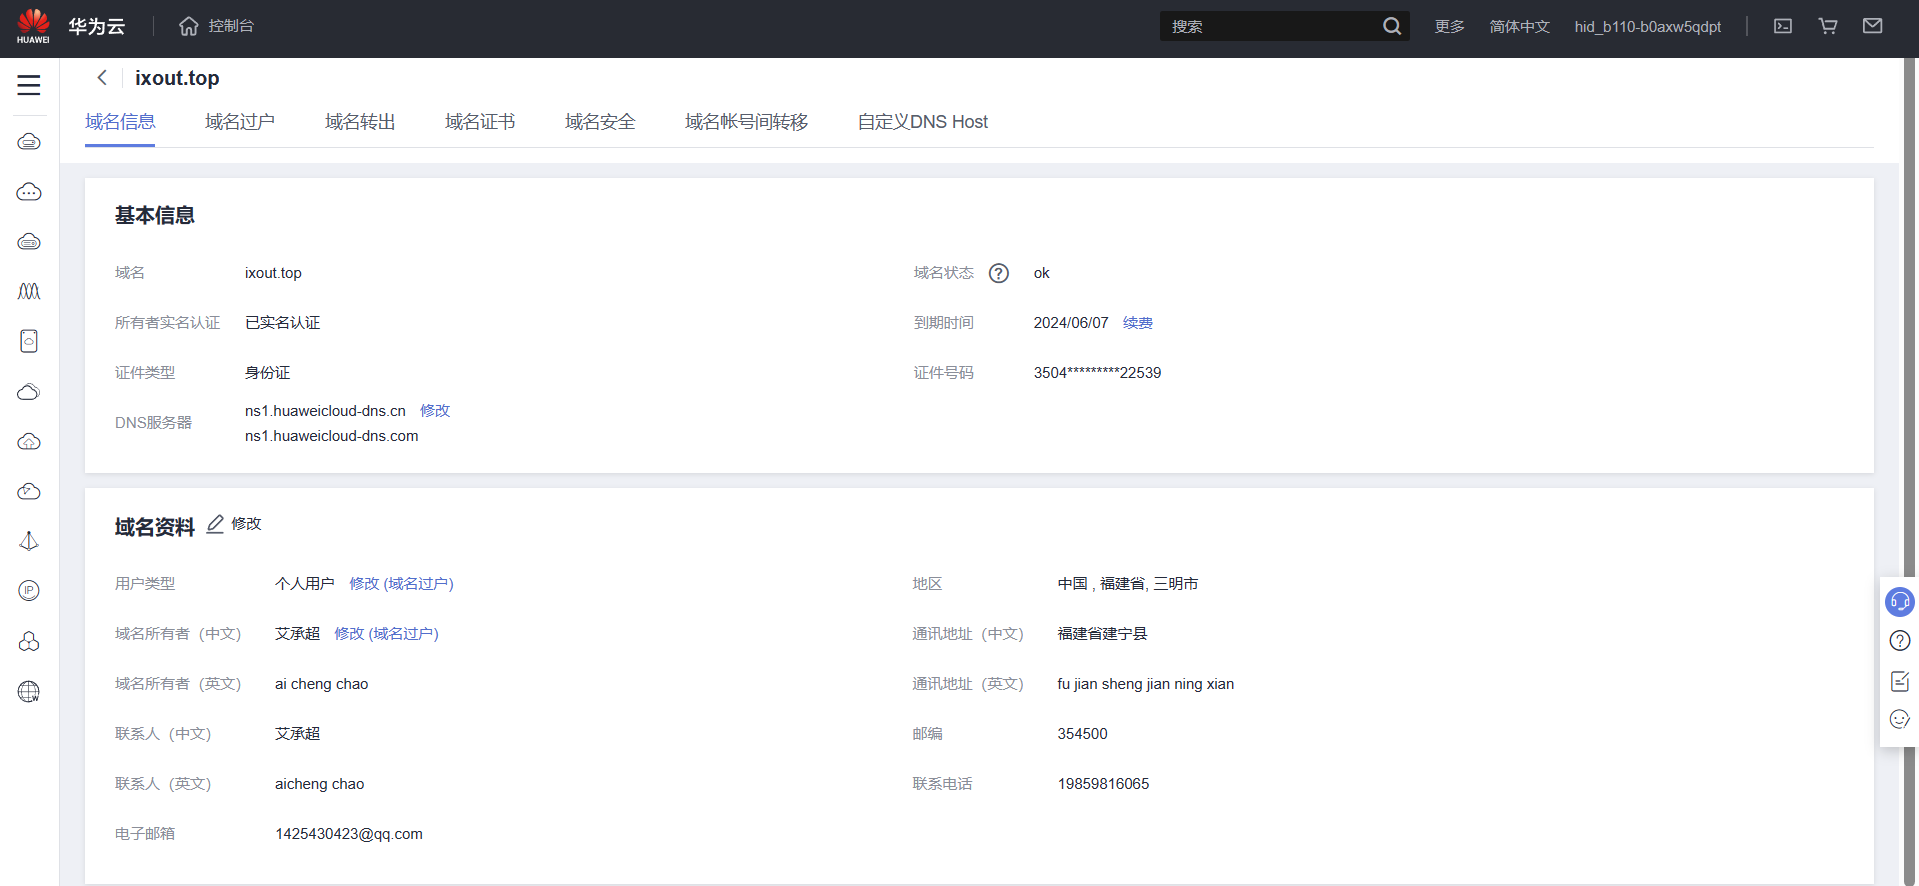 HUAWEI
华为云
控制台
搜索
更多
简体中文
hid_b110-b0axw5qdpt
ixout.top
域名信息
域名过户
域名转出
域名证书
域名安全
域名帐号间转移
自定义DNS Host
基本信息
域名 ixout.top
域名状态 ? ok
所有者实名认证 已实名认证
到期时间 2024/06/07 续费
证件类型 身份证
证件号码 3504*********22539
DNS服务器 ns1.huaweicloud-dns.cn 修改
ns1.huaweicloud-dns.com
域名资料 修改
用户类型 个人用户 修改 (域名过户)
地区 中国 , 福建省, 三明市
域名所有者（中文） 艾承超 修改 (域名过户)
通讯地址（中文） 福建省建宁县
域名所有者（英文） ai cheng chao
通讯地址（英文） fu jian sheng jian ning xian
联系人（中文） 艾承超
邮编 354500
联系人（英文） aicheng chao
联系电话 19859816065
电子邮箱 1425430423@qq.com
IP
W
?